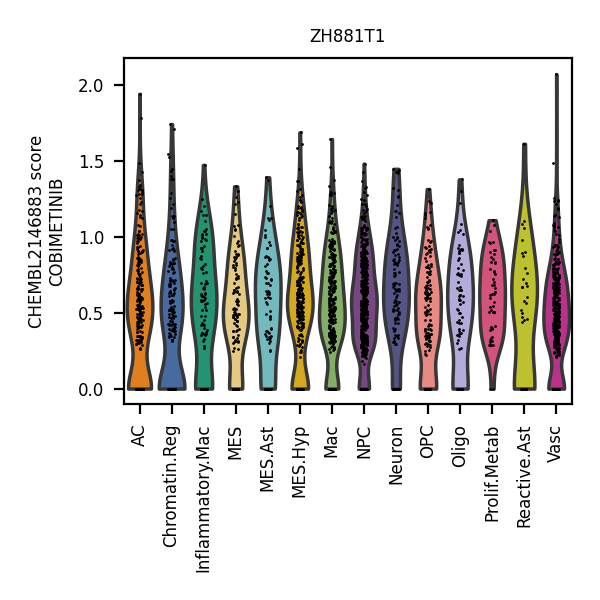 ZH881T1
CHEMBL2146883 score
COBIMETINIB
2.0
1.5
1.0
0.5
0.0
AC
Chromatin.Reg
Inflammatory.Mac
MES
MES.Ast
MES.Hyp
Mac
NPC
Neuron
OPC
Oligo
Prolif.Metab
Reactive.Ast
Vasc